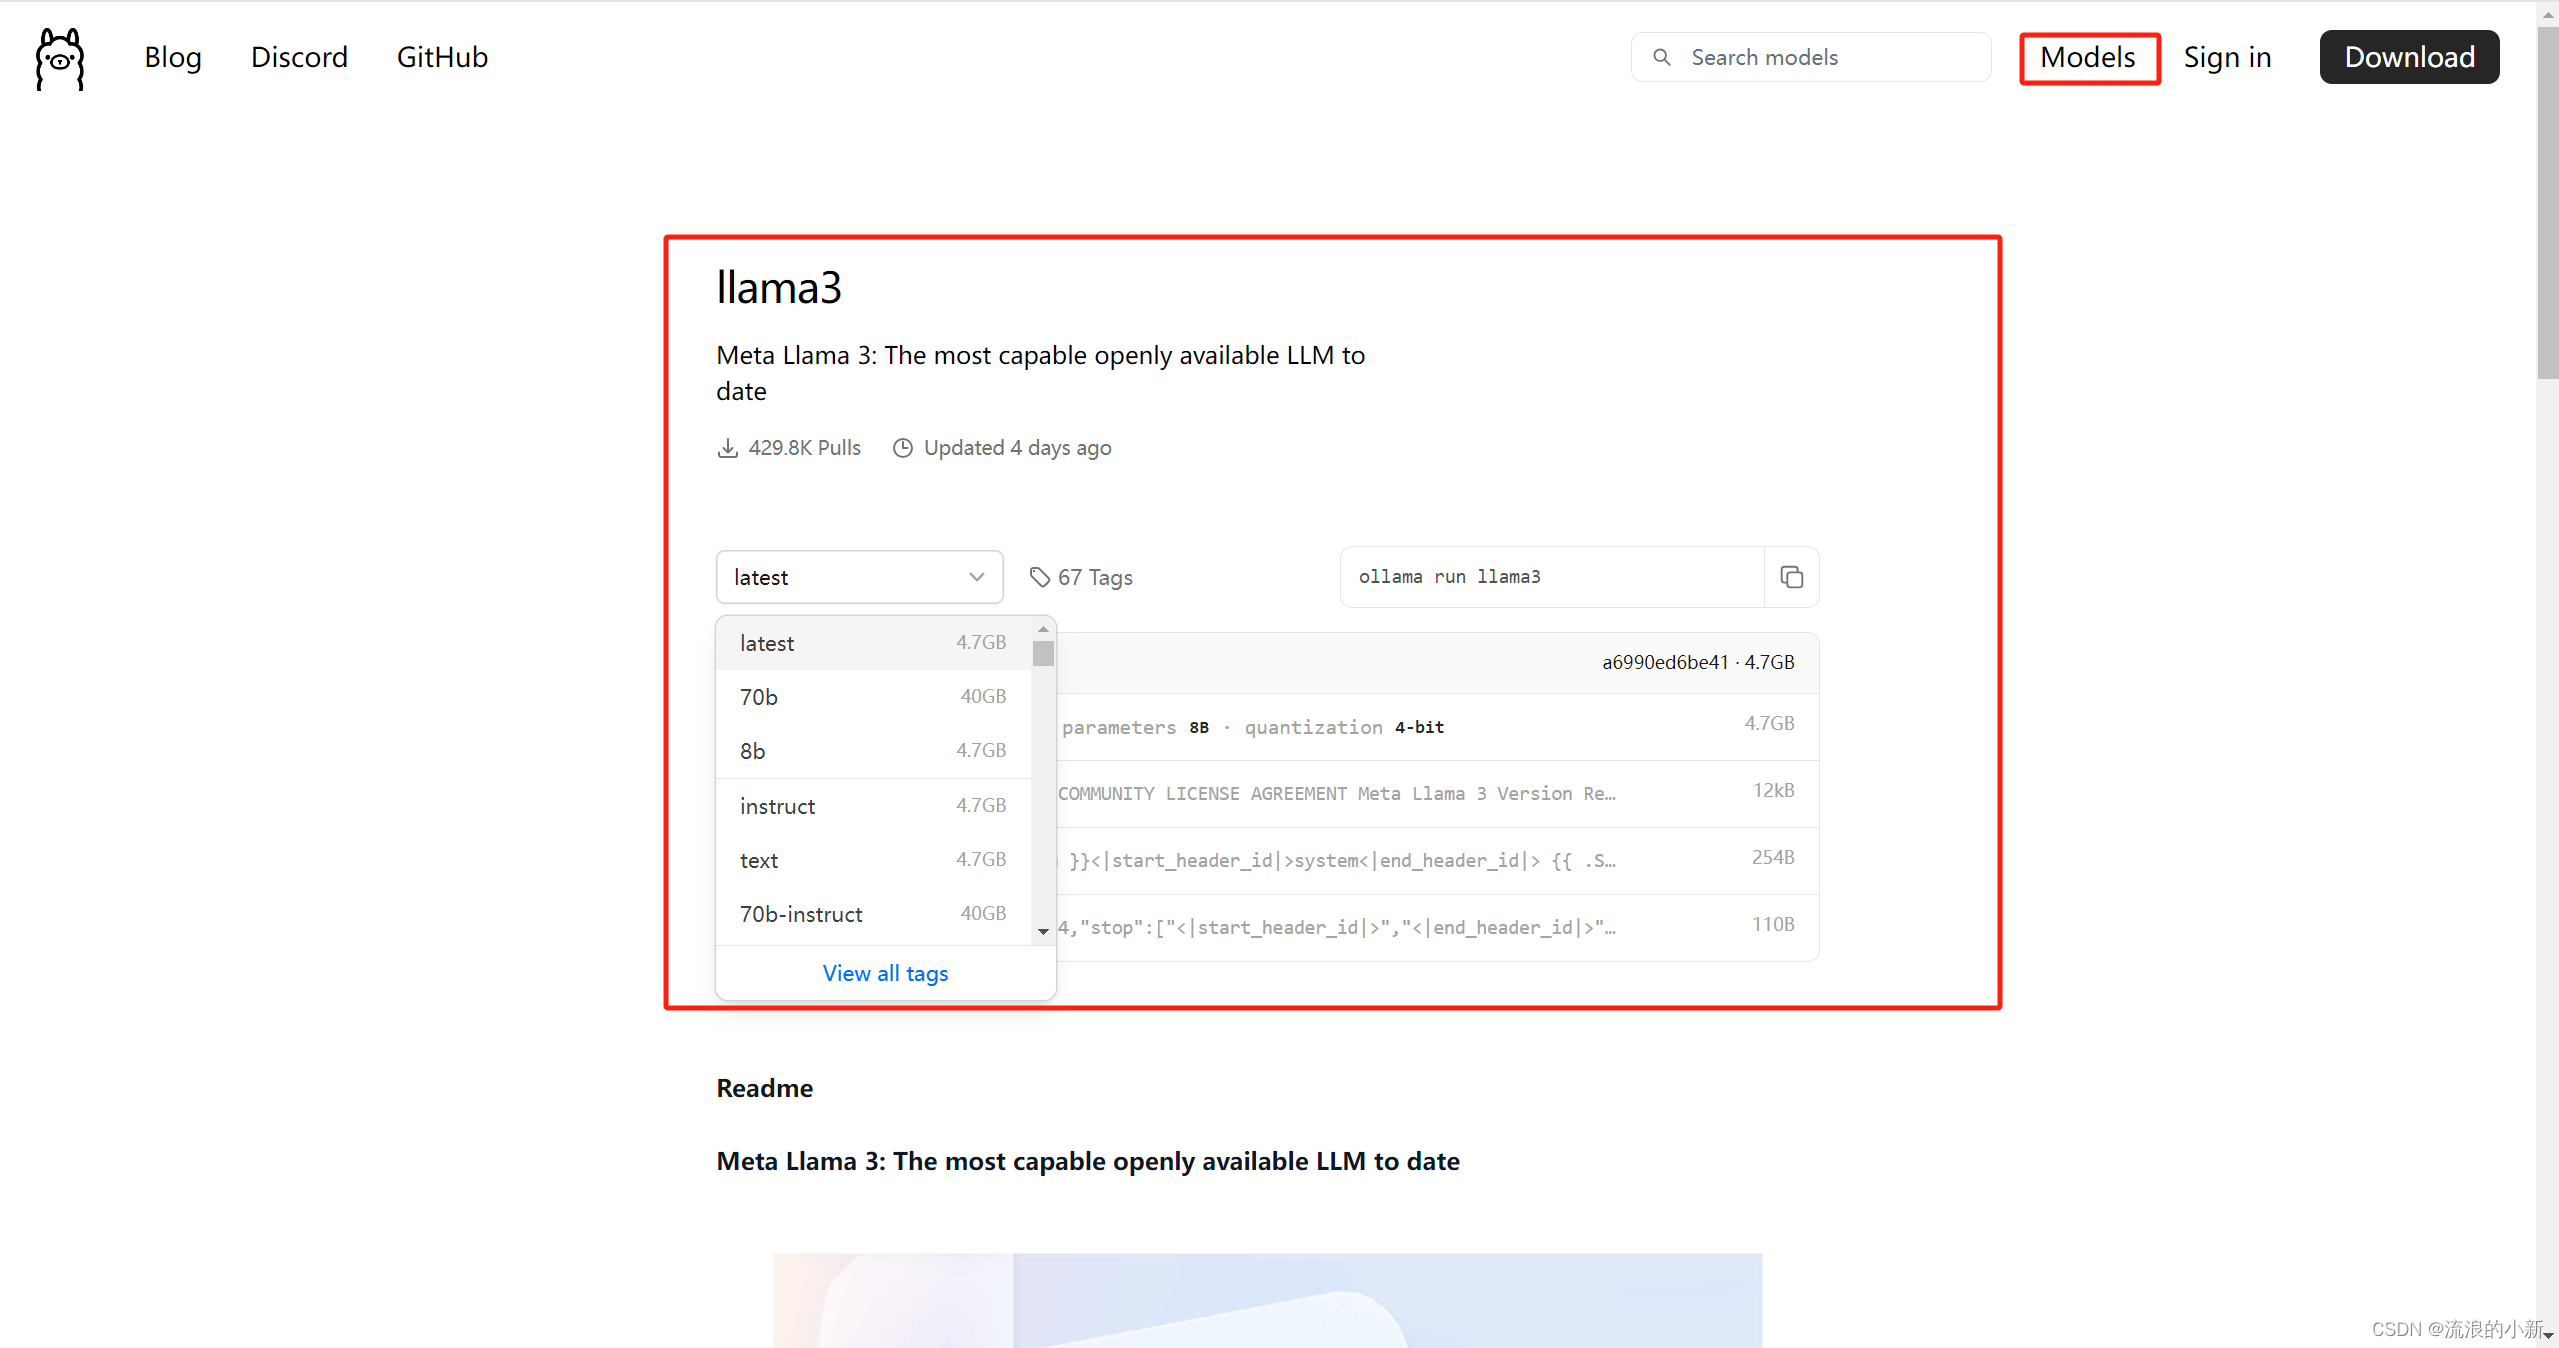 Blog Discord GitHub Search models Models Sign in Download
llama3
Meta Llama 3: The most capable openly available LLM to
date
429.8K Pulls Updated 4 days ago
latest 67 Tags ollama run llama3
latest 4.7GB
70b 40GB
8b 4.7GB
instruct 4.7GB
text 4.7GB
70b-instruct 40GB
View all tags
a6990ed6be41 · 4.7GB
parameters 8B · quantization 4-bit 4.7GB
COMMUNITY LICENSE AGREEMENT Meta Llama 3 Version Re… 12kB
}}<|start_header_id|>system<|end_header_id|> {{ .S… 254B
4,"stop":["<|start_header_id|>","<|end_header_id|>"… 110B
Readme
Meta Llama 3: The most capable openly available LLM to date
CSDN @流浪的小新